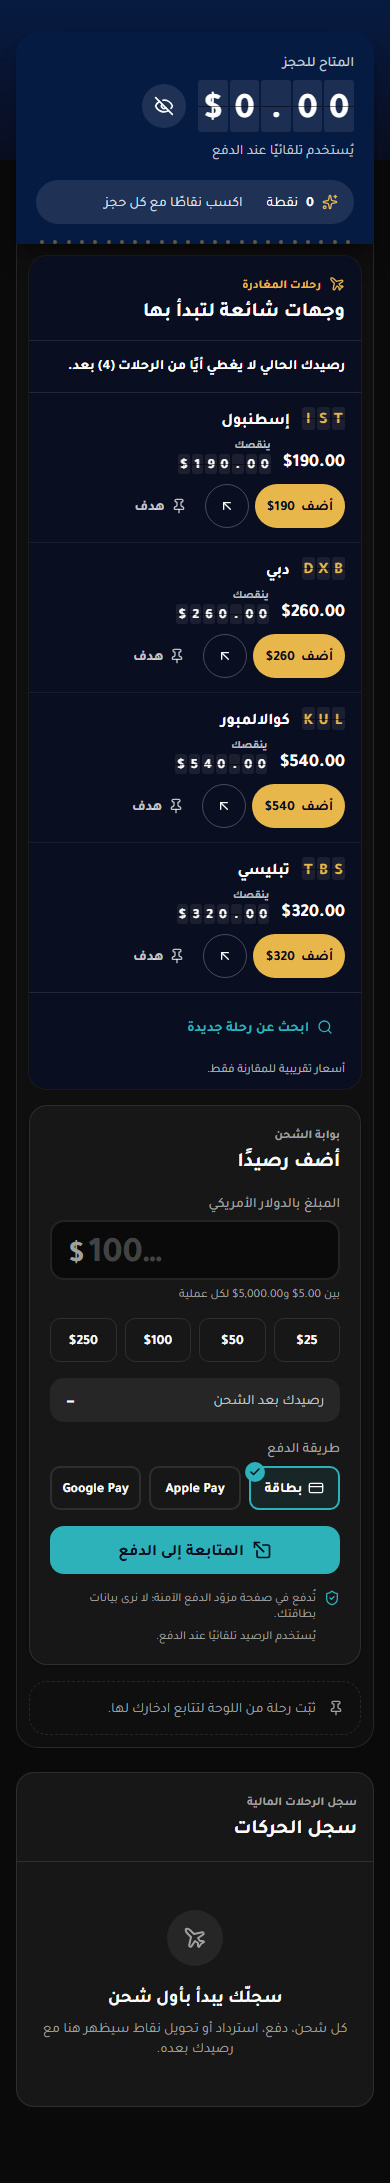 المتاح للحجز
$0.00
يُستخدم تلقائيًا عند الدفع
0 نقطة اكسب نقاطًا مع كل حجز
رحلات المغادرة
وجهات شائعة لتبدأ بها
رصيدك الحالي لا يغطي أيًا من الرحلات (4) بعد.
IST إسطنبول
ينقصك
$190.00 $190.00
أضف $190 هدف
DXB دبي
ينقصك
$260.00 $260.00
أضف $260 هدف
KUL كوالالمبور
ينقصك
$540.00 $540.00
أضف $540 هدف
TBS تبليسي
ينقصك
$320.00 $320.00
أضف $320 هدف
ابحث عن رحلة جديدة
أسعار تقريبية للمقارنة فقط.
بوابة الشحن
أضف رصيدًا
المبلغ بالدولار الأمريكي
$ 100…
بين $5.00 و$5,000.00 لكل عملية
$25 $50 $100 $250
رصيدك بعد الشحن –
طريقة الدفع
بطاقة Apple Pay Google Pay
المتابعة إلى الدفع
تُدفع في صفحة مزوّد الدفع الآمنة؛ لا نرى بيانات
بطاقتك.
يُستخدم الرصيد تلقائيًا عند الدفع.
ثبّت رحلة من اللوحة لتتابع ادخارك لها.
سجل الرحلات المالية
سجل الحركات
سجلّك يبدأ بأول شحن
كل شحن، دفع، استرداد أو تحويل نقاط سيظهر هنا مع
رصيدك بعده.